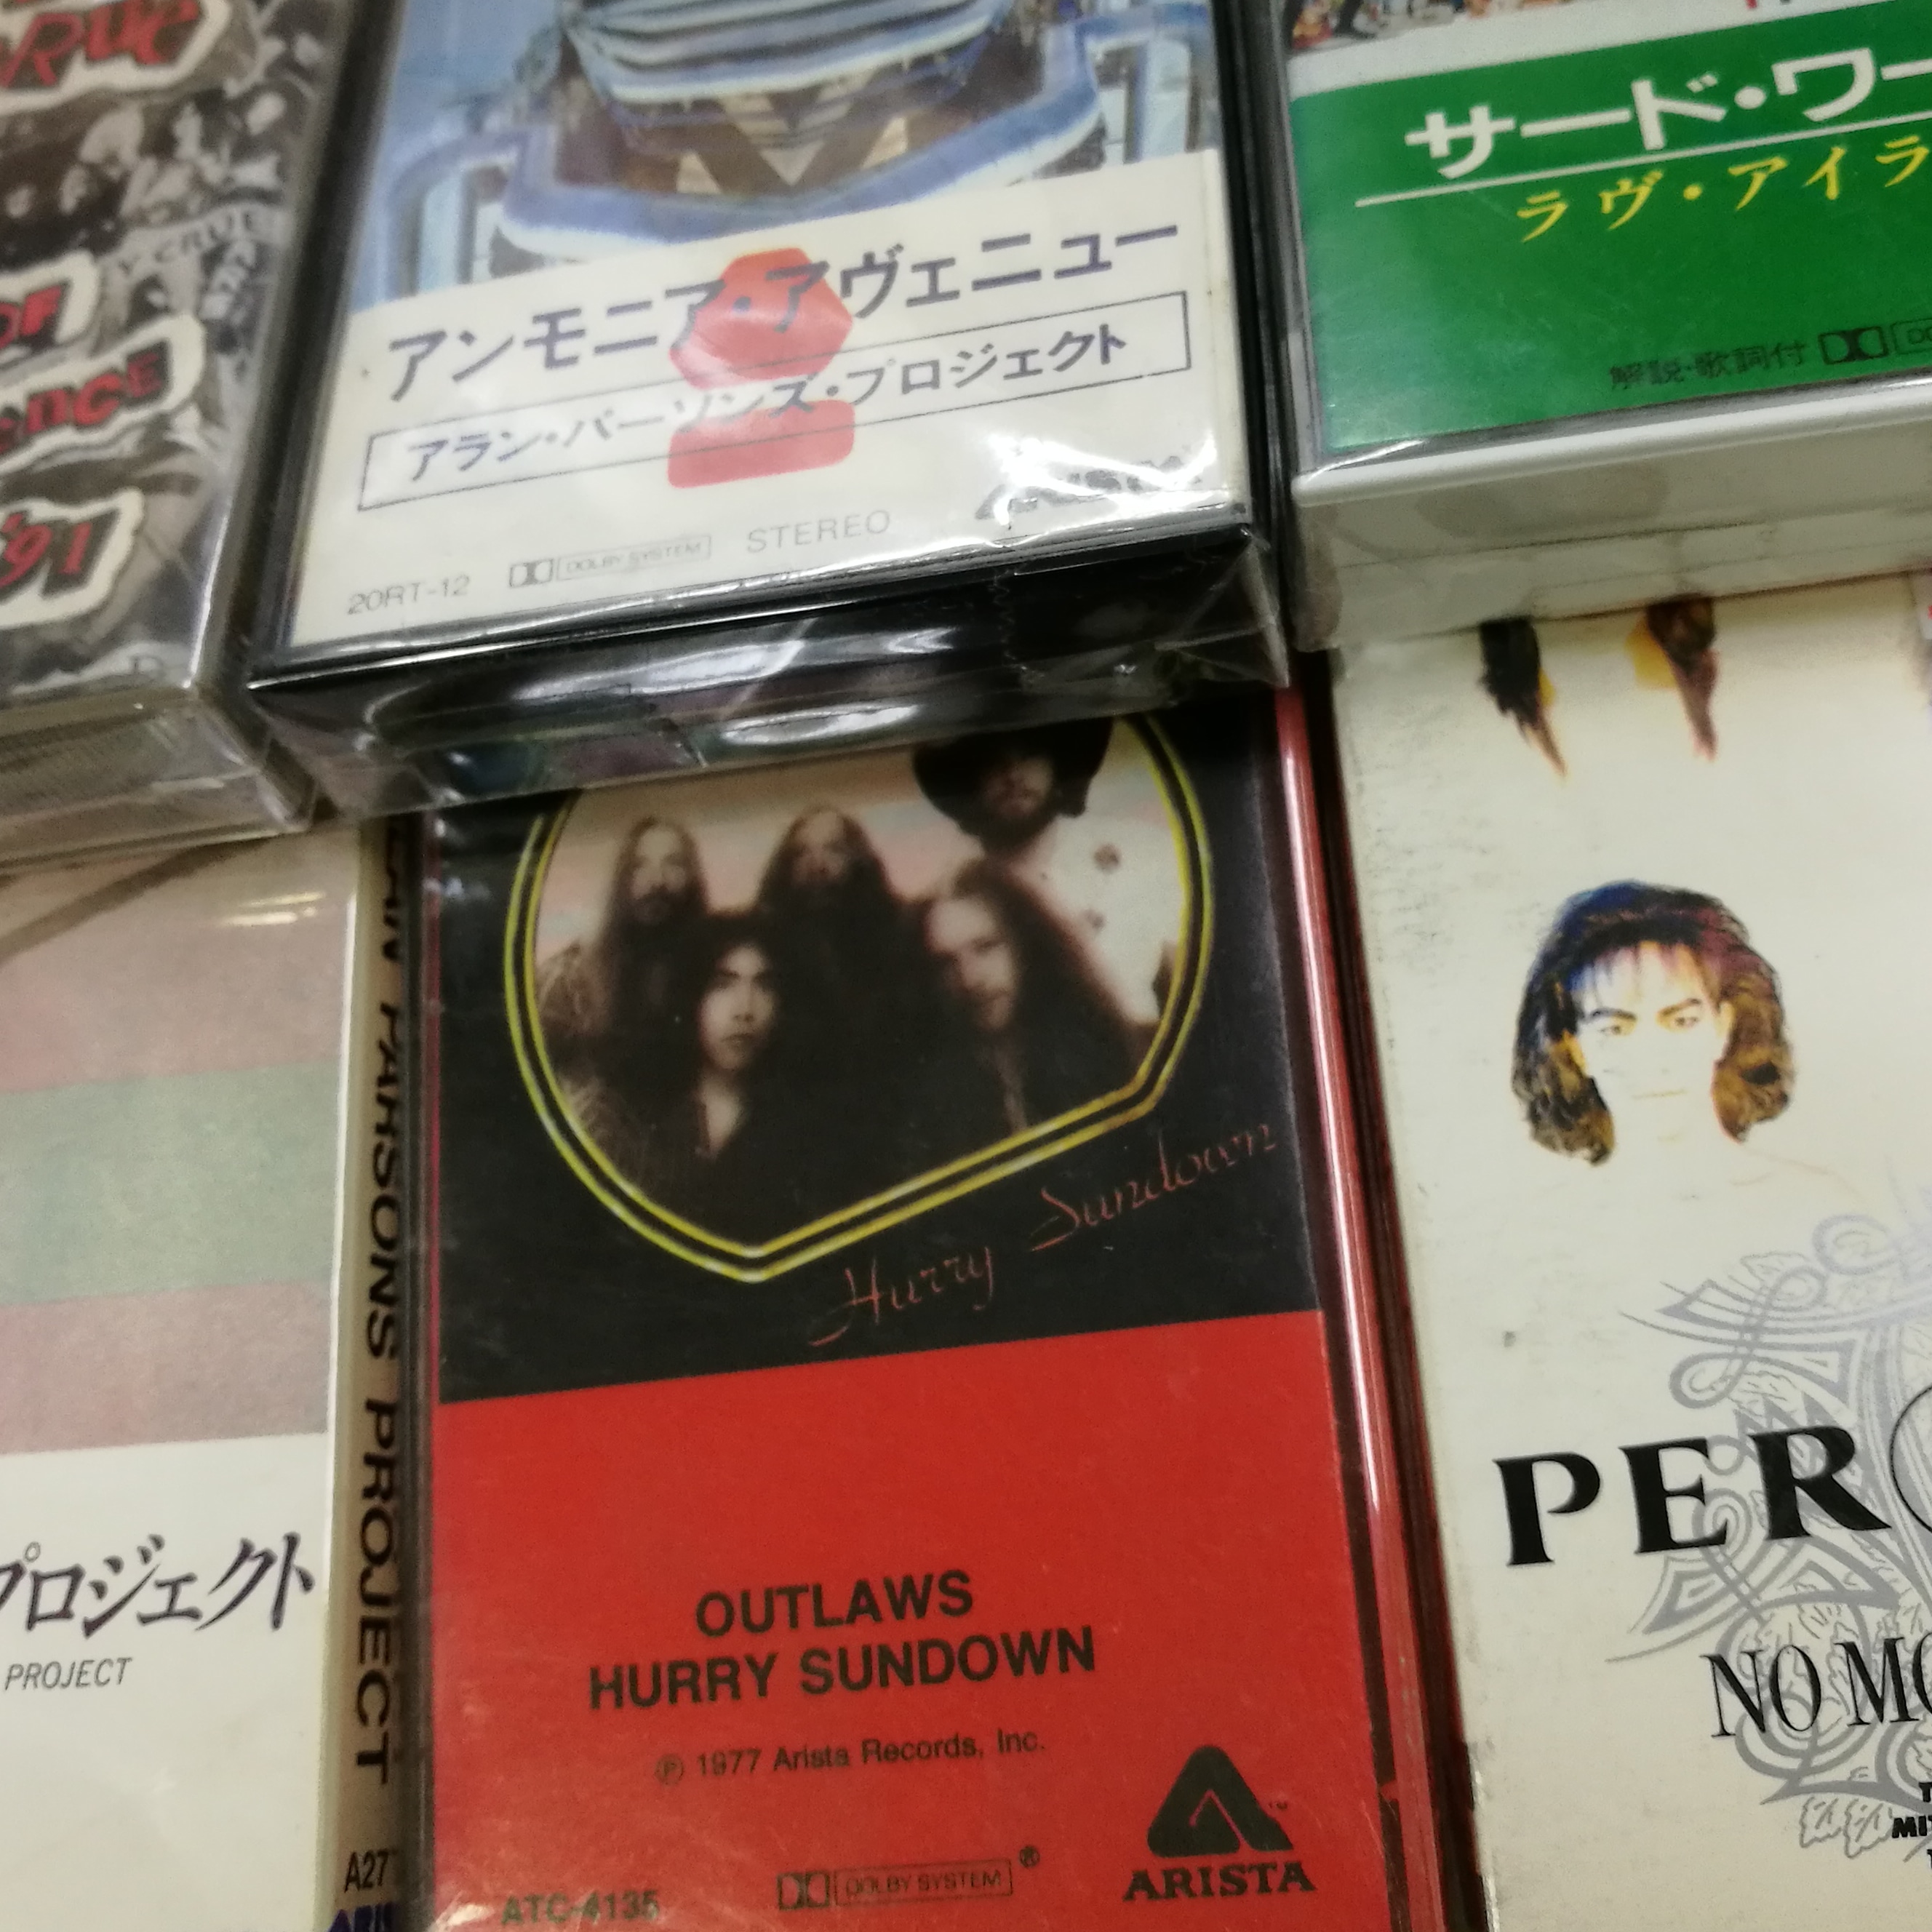 OF
'91
アンモニア・アヴェニュー
アラン・パーソンズ・プロジェクト
ARISTA
20RT-12
DOLBY SYSTEM
STEREO
サード・ワー
ラヴ・アイラ
解説・歌詞付
Hurry Sundown
OUTLAWS
HURRY SUNDOWN
℗ 1977 Arista Records, Inc.
ARISTA
ATC-4135
DOLBY SYSTEM®
PARSONS PROJECT
A27
プロジェクト
PROJECT
PER
NO MO